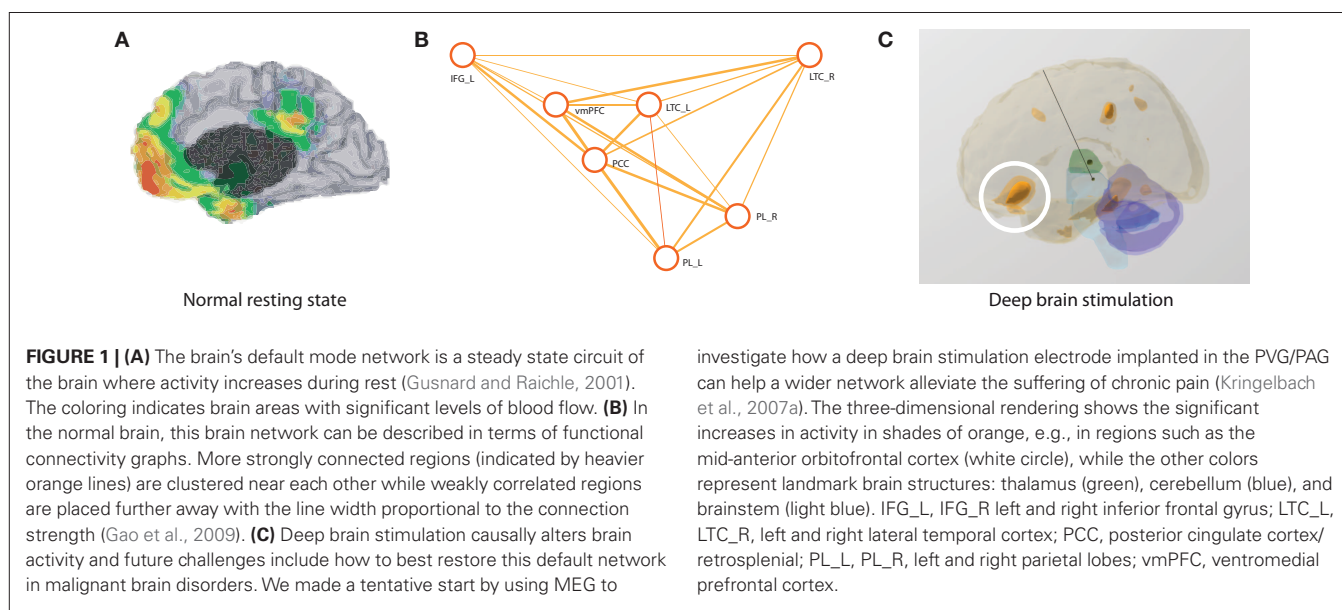 A
B
C
IFG_L
LTC_R
vmPFC
LTC_L
PCC
PL_R
PL_L
Normal resting state
Deep brain stimulation
FIGURE 1 | (A) The brain's default mode network is a steady state circuit of
the brain where activity increases during rest (Gusnard and Raichle, 2001).
The coloring indicates brain areas with significant levels of blood flow. (B) In
the normal brain, this brain network can be described in terms of functional
connectivity graphs. More strongly connected regions (indicated by heavier
orange lines) are clustered near each other while weakly correlated regions
are placed further away with the line width proportional to the connection
strength (Gao et al., 2009). (C) Deep brain stimulation causally alters brain
activity and future challenges include how to best restore this default network
in malignant brain disorders. We made a tentative start by using MEG to
investigate how a deep brain stimulation electrode implanted in the PVG/PAG
can help a wider network alleviate the suffering of chronic pain (Kringelbach
et al., 2007a). The three-dimensional rendering shows the significant
increases in activity in shades of orange, e.g., in regions such as the
mid-anterior orbitofrontal cortex (white circle), while the other colors
represent landmark brain structures: thalamus (green), cerebellum (blue), and
brainstem (light blue). IFG_L, IFG_R left and right inferior frontal gyrus; LTC_L,
LTC_R, left and right lateral temporal cortex; PCC, posterior cingulate cortex/
retrosplenial; PL_L, PL_R, left and right parietal lobes; vmPFC, ventromedial
prefrontal cortex.